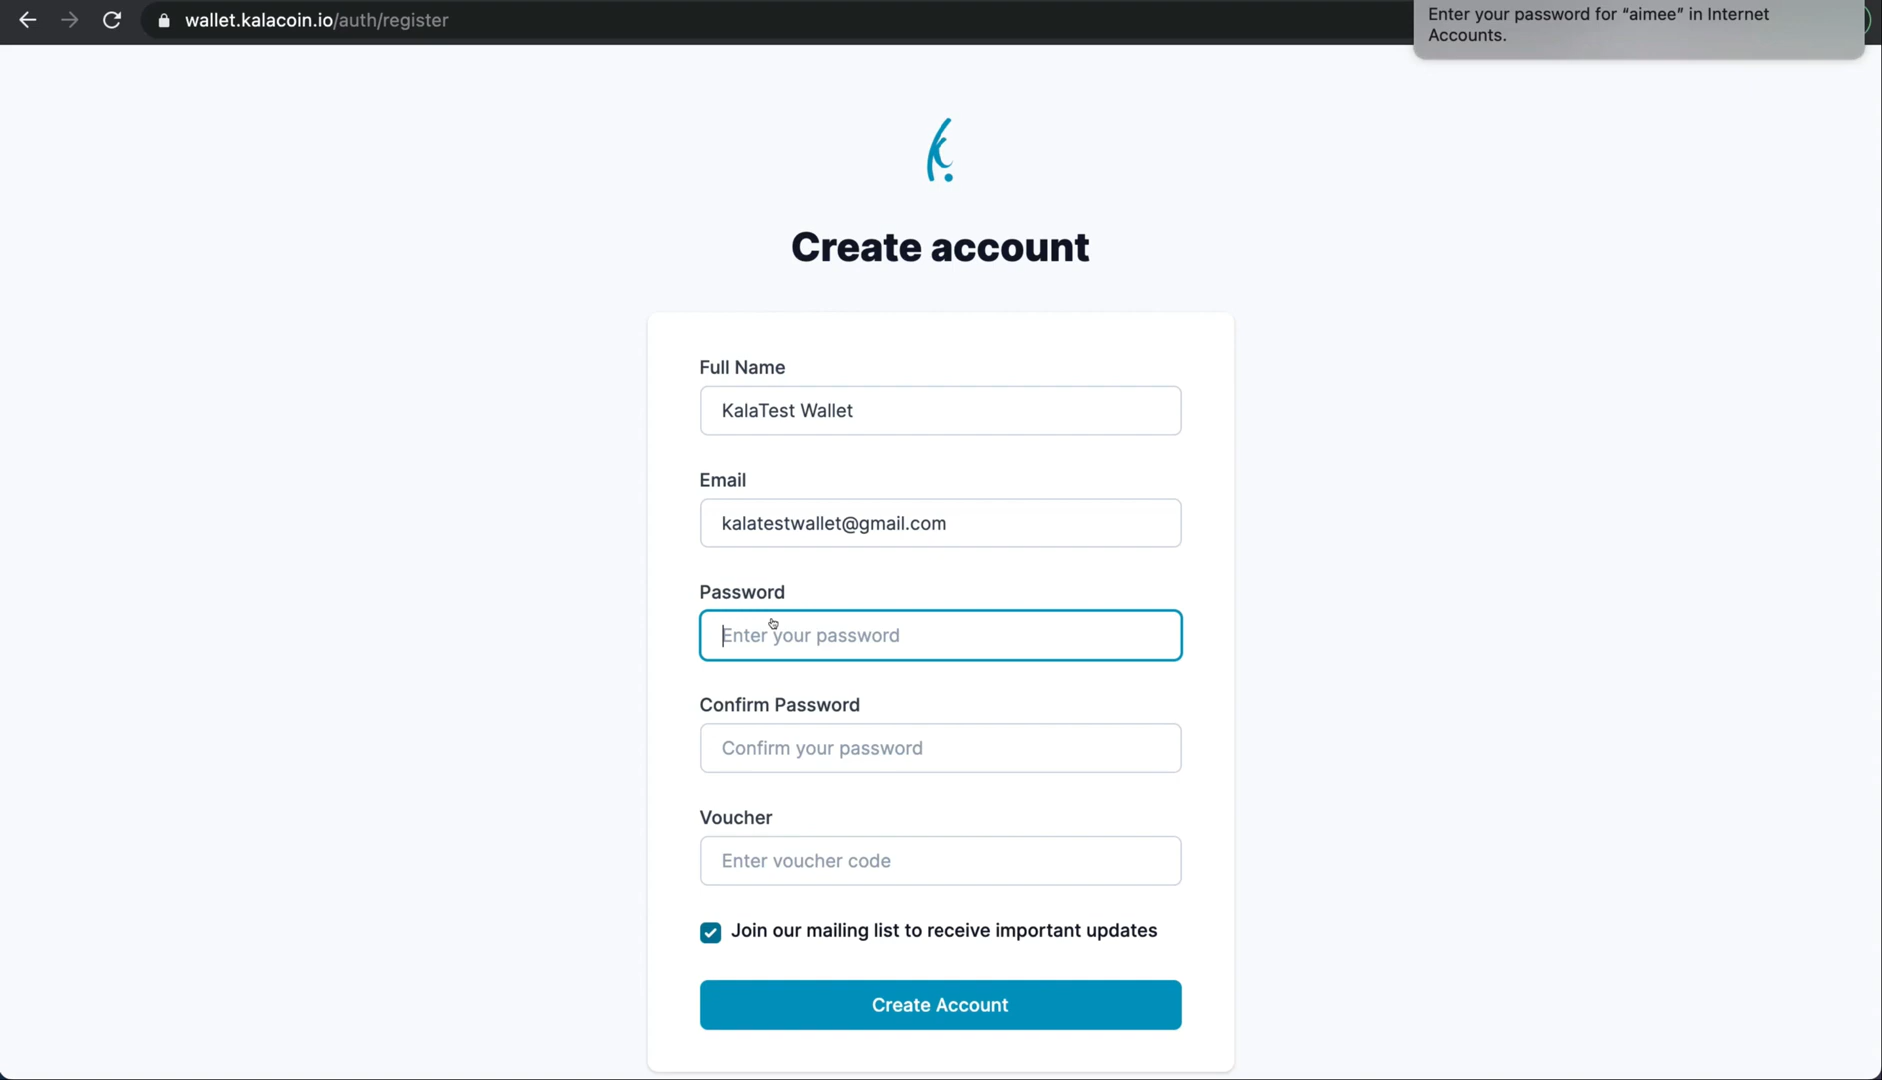 wallet.kalacoin.io/auth/register
Enter your password for “aimee” in Internet
Accounts.
Create account
Full Name
KalaTest Wallet
Email
kalatestwallet@gmail.com
Password
Enter your password
Confirm Password
Confirm your password
Voucher
Enter voucher code
Join our mailing list to receive important updates
Create Account